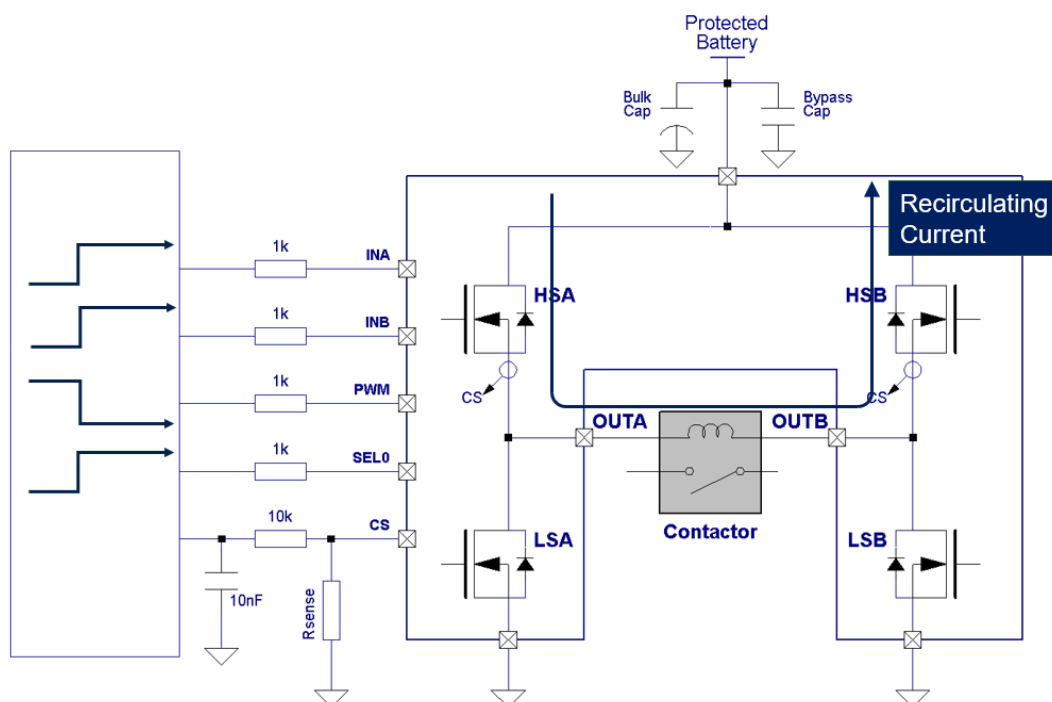 Protected
Battery
Bulk
Cap
Bypass
Cap
Recirculating
Current
1k
INA
HSA
HSB
1k
INB
1k
PWM
CS
CS
OUTA
OUTB
1k
SEL0
10k
CS
Contactor
LSA
LSB
10nF
Rsense